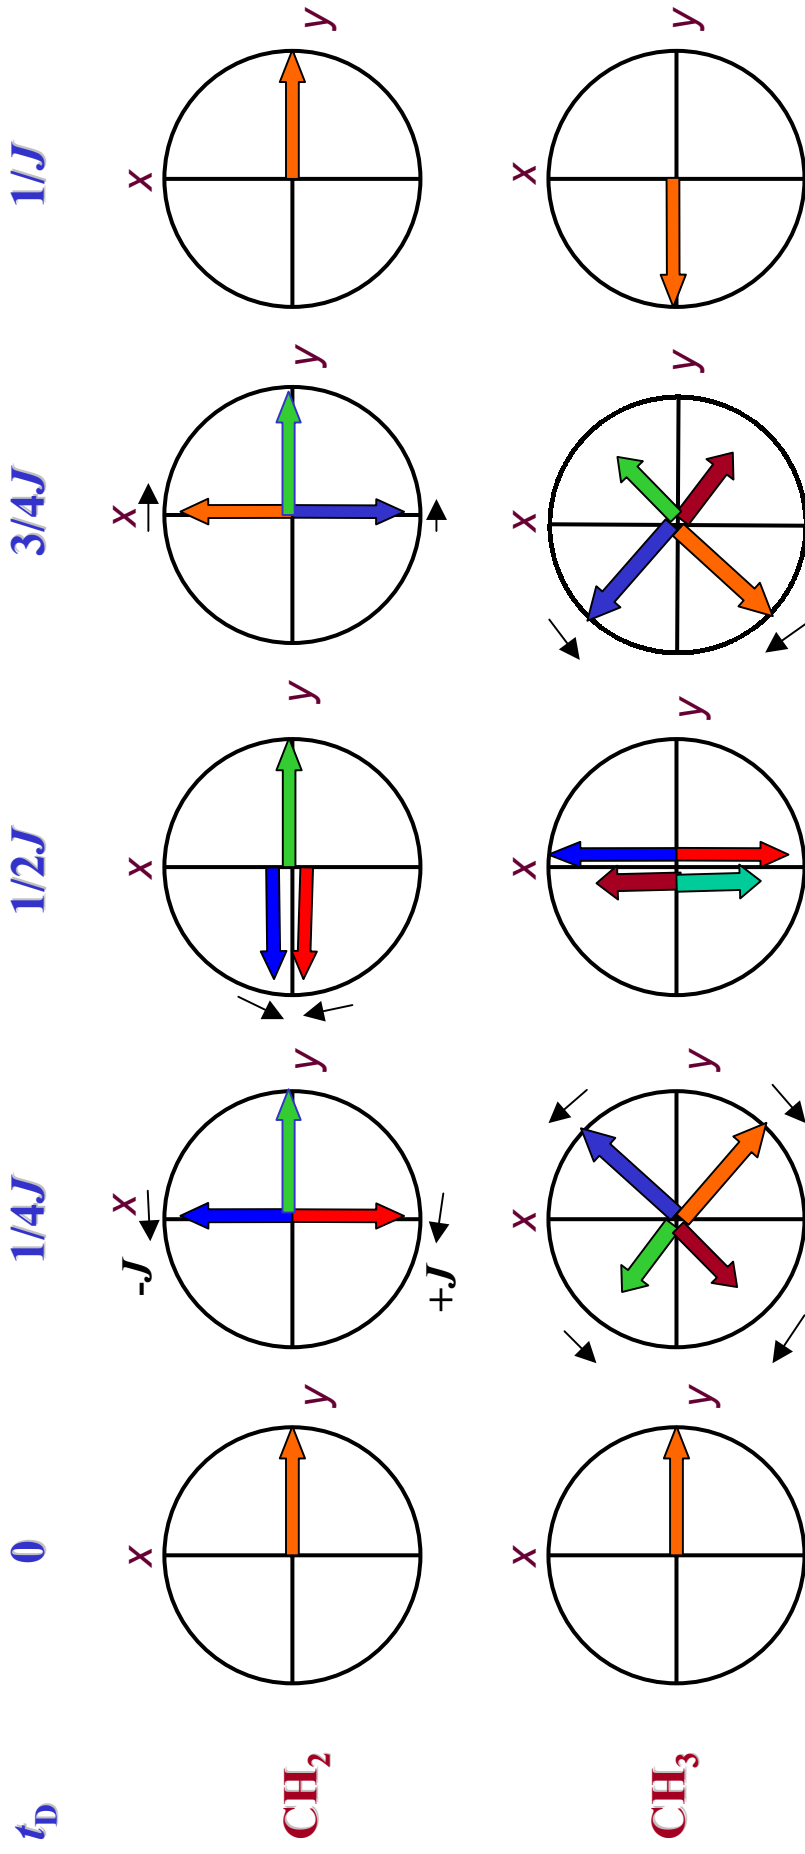 t_D 0 1/4J 1/2J 3/4J 1/J
x -J x x x x
CH₂ y y y y y
+J
x x x x x
CH₃ y y y y y